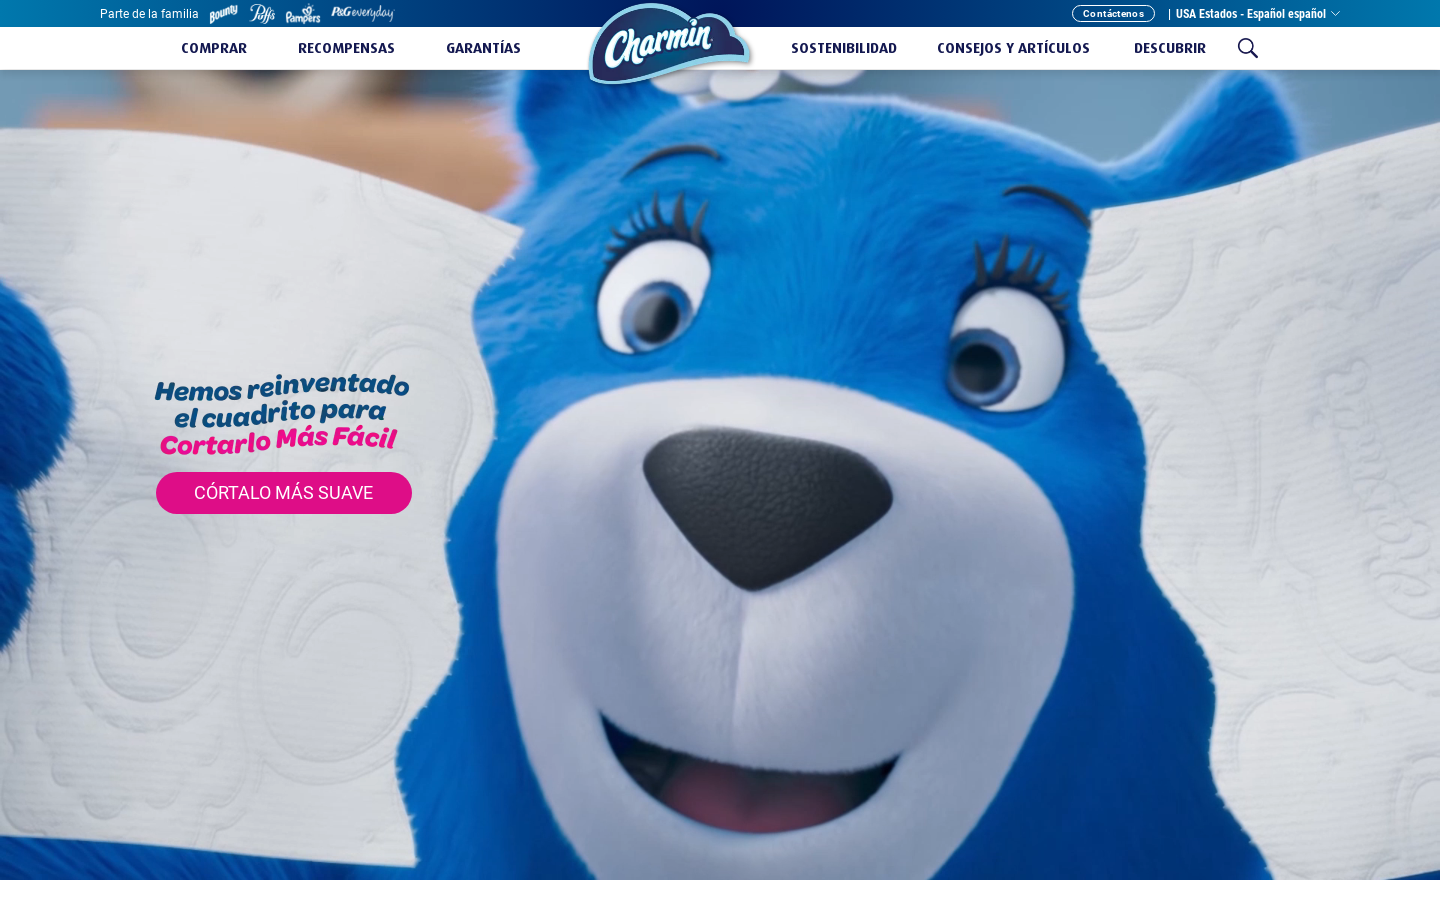 Parte de la familia
Bounty
Puffs
Pampers
P&G everyday
Contáctenos
| USA Estados - Español español
COMPRAR
RECOMPENSAS
GARANTÍAS
Charmin
SOSTENIBILIDAD
CONSEJOS Y ARTÍCULOS
DESCUBRIR
Hemos reinventado
el cuadrito para
Cortarlo Más Fácil
CÓRTALO MÁS SUAVE